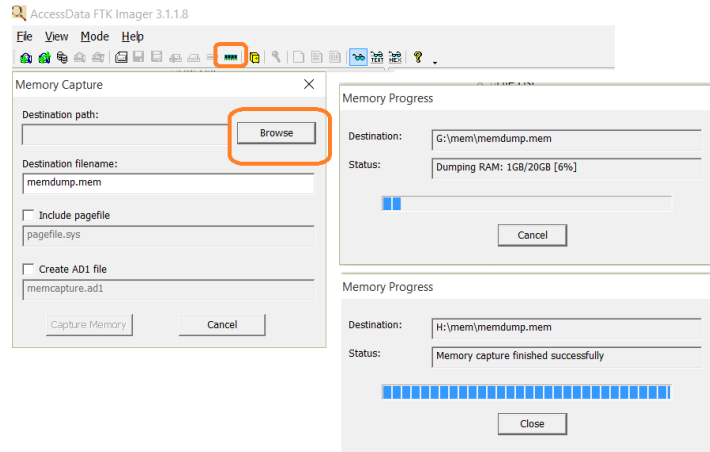 AccessData FTK Imager 3.1.1.8
File View Mode Help
TEXT HEX
Memory Capture
Destination path:
Browse
Destination filename:
memdump.mem
Include pagefile
pagefile.sys
Create AD1 file
memcapture.ad1
Capture Memory Cancel
Memory Progress
Destination: G:\mem\memdump.mem
Status: Dumping RAM: 1GB/20GB [6%]
Cancel
Memory Progress
Destination: H:\mem\memdump.mem
Status: Memory capture finished successfully
Close